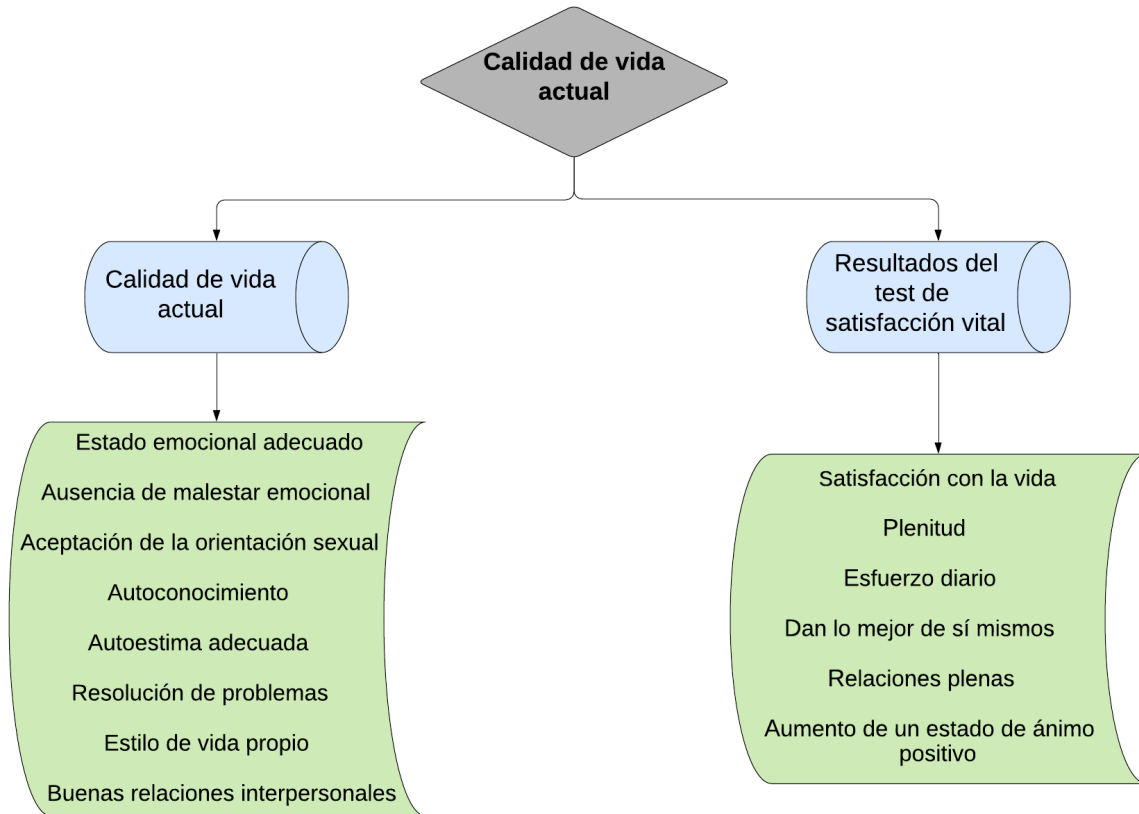 Calidad de vida
actual
Calidad de vida
actual
Resultados del
test de
satisfacción vital
Estado emocional adecuado
Ausencia de malestar emocional
Aceptación de la orientación sexual
Autoconocimiento
Autoestima adecuada
Resolución de problemas
Estilo de vida propio
Buenas relaciones interpersonales
Satisfacción con la vida
Plenitud
Esfuerzo diario
Dan lo mejor de sí mismos
Relaciones plenas
Aumento de un estado de ánimo
positivo